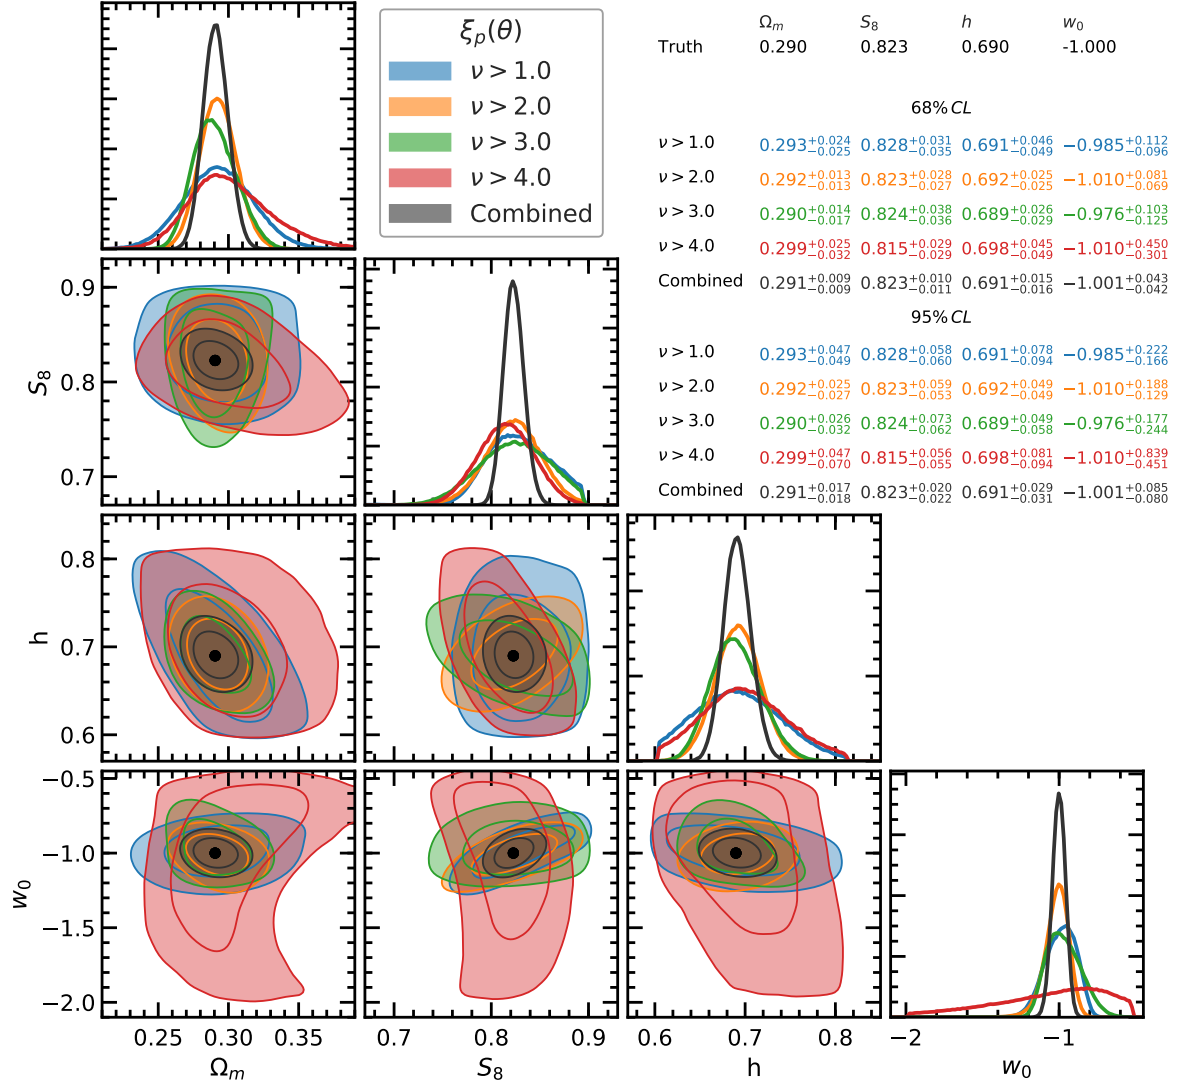 ξ_p(θ)
ν > 1.0
ν > 2.0
ν > 3.0
ν > 4.0
Combined
Ω_m S_8 h w_0
Truth 0.290 0.823 0.690 -1.000
68% CL
ν > 1.0 0.293^{+0.024}_{−0.025} 0.828^{+0.031}_{−0.035} 0.691^{+0.046}_{−0.049} −0.985^{+0.112}_{−0.096}
ν > 2.0 0.292^{+0.013}_{−0.013} 0.823^{+0.028}_{−0.027} 0.692^{+0.025}_{−0.025} −1.010^{+0.081}_{−0.069}
ν > 3.0 0.290^{+0.014}_{−0.017} 0.824^{+0.038}_{−0.036} 0.689^{+0.026}_{−0.029} −0.976^{+0.103}_{−0.125}
ν > 4.0 0.299^{+0.025}_{−0.032} 0.815^{+0.029}_{−0.029} 0.698^{+0.045}_{−0.049} −1.010^{+0.450}_{−0.301}
Combined 0.291^{+0.009}_{−0.009} 0.823^{+0.010}_{−0.011} 0.691^{+0.015}_{−0.016} −1.001^{+0.043}_{−0.042}
95% CL
ν > 1.0 0.293^{+0.047}_{−0.049} 0.828^{+0.058}_{−0.060} 0.691^{+0.078}_{−0.094} −0.985^{+0.222}_{−0.166}
ν > 2.0 0.292^{+0.025}_{−0.027} 0.823^{+0.059}_{−0.053} 0.692^{+0.049}_{−0.049} −1.010^{+0.188}_{−0.129}
ν > 3.0 0.290^{+0.026}_{−0.032} 0.824^{+0.073}_{−0.062} 0.689^{+0.049}_{−0.058} −0.976^{+0.177}_{−0.244}
ν > 4.0 0.299^{+0.047}_{−0.070} 0.815^{+0.056}_{−0.055} 0.698^{+0.081}_{−0.094} −1.010^{+0.839}_{−0.451}
Combined 0.291^{+0.017}_{−0.018} 0.823^{+0.020}_{−0.022} 0.691^{+0.029}_{−0.031} −1.001^{+0.085}_{−0.080}
0.9
0.8
0.7
S_8
0.8
0.7
0.6
h
−0.5
−1.0
−1.5
−2.0
w_0
0.25 0.30 0.35
Ω_m
0.7 0.8 0.9
S_8
0.6 0.7 0.8
h
−2 −1
w_0